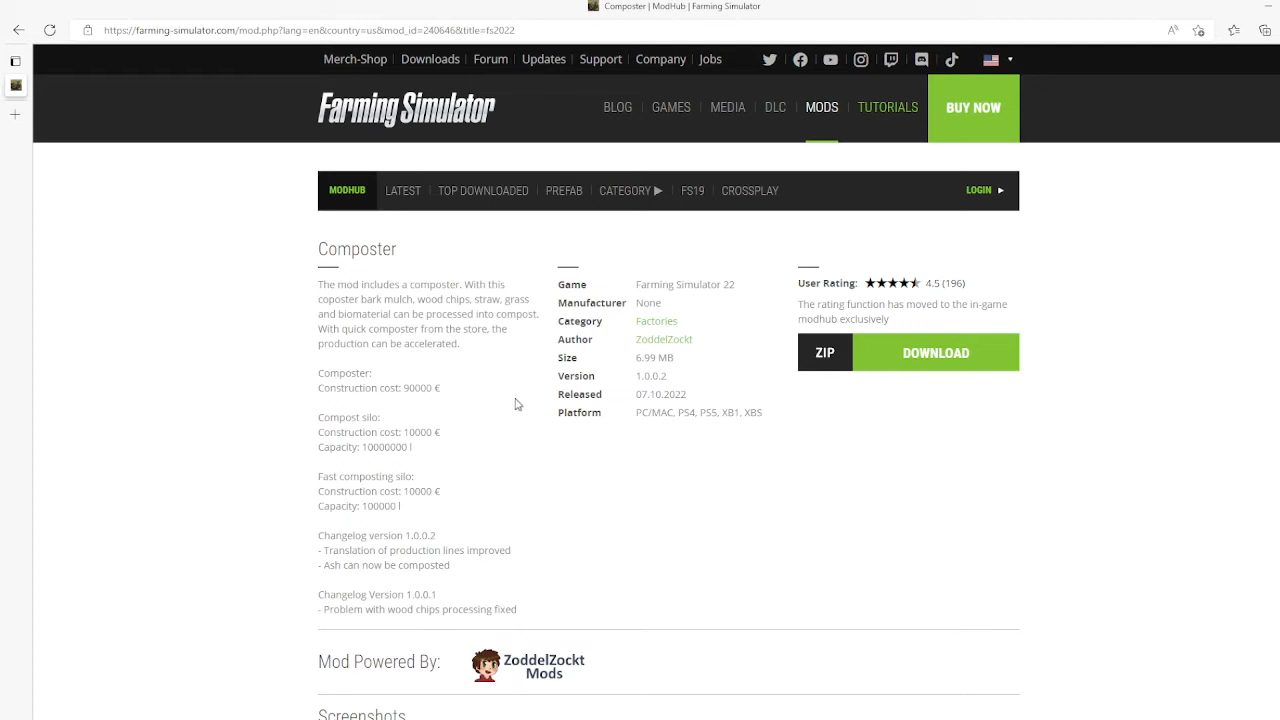 Composter | ModHub | Farming Simulator
https://farming-simulator.com/mod.php?lang=en&country=us&mod_id=240646&title=fs2022
Merch-Shop | Downloads | Forum | Updates | Support | Company | Jobs
Farming Simulator
BLOG GAMES MEDIA DLC MODS TUTORIALS BUY NOW
MODHUB LATEST | TOP DOWNLOADED | PREFAB | CATEGORY ▶ | FS19 | CROSSPLAY LOGIN ▶
Composter
The mod includes a composter. With this
coposter bark mulch, wood chips, straw, grass
and biomaterial can be processed into compost.
With quick composter from the store, the
production can be accelerated.
Composter:
Construction cost: 90000 €
Compost silo:
Construction cost: 10000 €
Capacity: 10000000 l
Fast composting silo:
Construction cost: 10000 €
Capacity: 100000 l
Changelog version 1.0.0.2
- Translation of production lines improved
- Ash can now be composted
Changelog Version 1.0.0.1
- Problem with wood chips processing fixed
Game Farming Simulator 22
Manufacturer None
Category Factories
Author ZoddelZockt
Size 6.99 MB
Version 1.0.0.2
Released 07.10.2022
Platform PC/MAC, PS4, PS5, XB1, XBS
User Rating: 4.5 (196)
The rating function has moved to the in-game
modhub exclusively
ZIP DOWNLOAD
Mod Powered By:
ZoddelZockt
Mods
Screenshots